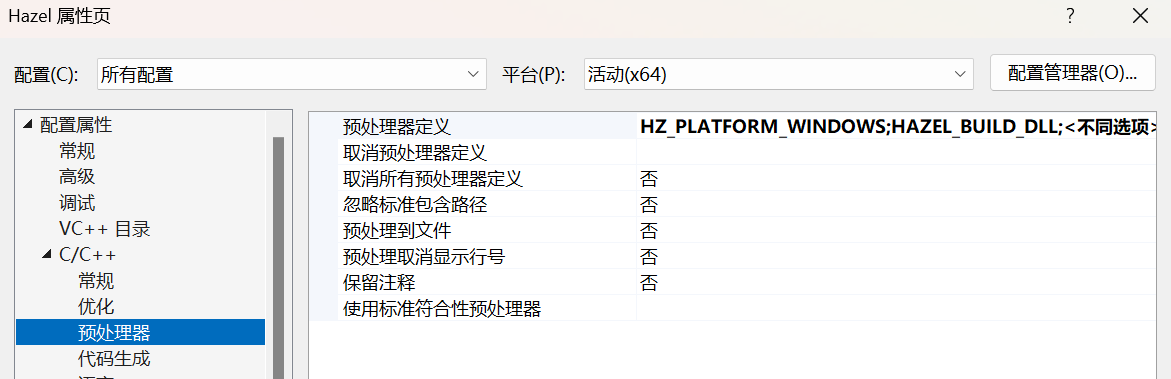 Hazel 属性页
?
配置(C):
所有配置
平台(P):
活动(x64)
配置管理器(O)...
配置属性
常规
高级
调试
VC++ 目录
C/C++
常规
优化
预处理器
代码生成
预处理器定义 HZ_PLATFORM_WINDOWS;HAZEL_BUILD_DLL;<不同选项>
取消预处理器定义
取消所有预处理器定义 否
忽略标准包含路径 否
预处理到文件 否
预处理取消显示行号 否
保留注释 否
使用标准符合性预处理器